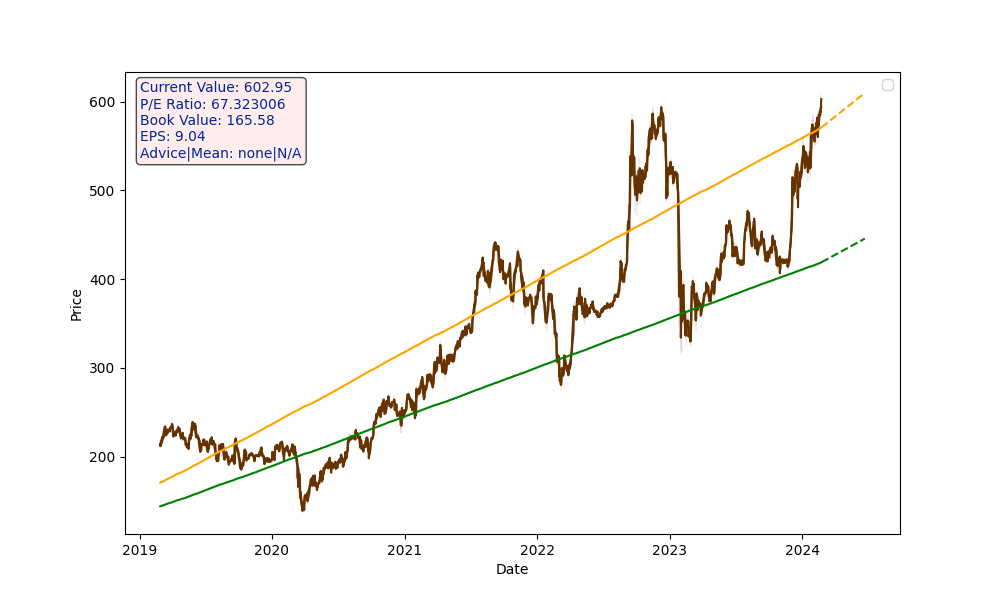 Current Value: 602.95
P/E Ratio: 67.323006
Book Value: 165.58
EPS: 9.04
Advice|Mean: none|N/A
600
500
400
300
200
Price
2019 2020 2021 2022 2023 2024
Date